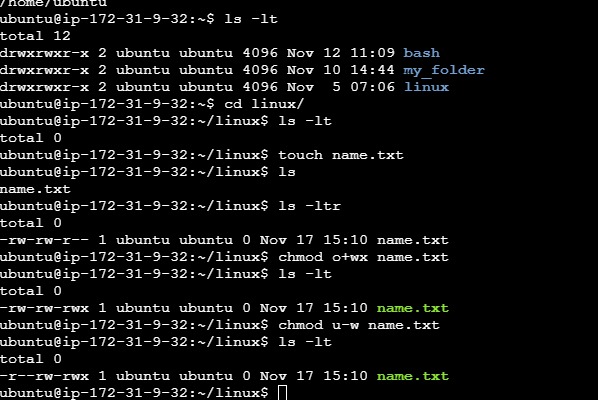 /home/ubuntu
ubuntu@ip-172-31-9-32:~$ ls -lt
total 12
drwxrwxr-x 2 ubuntu ubuntu 4096 Nov 12 11:09 bash
drwxrwxr-x 2 ubuntu ubuntu 4096 Nov 10 14:44 my_folder
drwxrwxr-x 2 ubuntu ubuntu 4096 Nov  5 07:06 linux
ubuntu@ip-172-31-9-32:~$ cd linux/
ubuntu@ip-172-31-9-32:~/linux$ ls -lt
total 0
ubuntu@ip-172-31-9-32:~/linux$ touch name.txt
ubuntu@ip-172-31-9-32:~/linux$ ls
name.txt
ubuntu@ip-172-31-9-32:~/linux$ ls -ltr
total 0
-rw-rw-r-- 1 ubuntu ubuntu 0 Nov 17 15:10 name.txt
ubuntu@ip-172-31-9-32:~/linux$ chmod o+wx name.txt
ubuntu@ip-172-31-9-32:~/linux$ ls -lt
total 0
-rw-rw-rwx 1 ubuntu ubuntu 0 Nov 17 15:10 name.txt
ubuntu@ip-172-31-9-32:~/linux$ chmod u-w name.txt
ubuntu@ip-172-31-9-32:~/linux$ ls -lt
total 0
-r--rw-rwx 1 ubuntu ubuntu 0 Nov 17 15:10 name.txt
ubuntu@ip-172-31-9-32:~/linux$